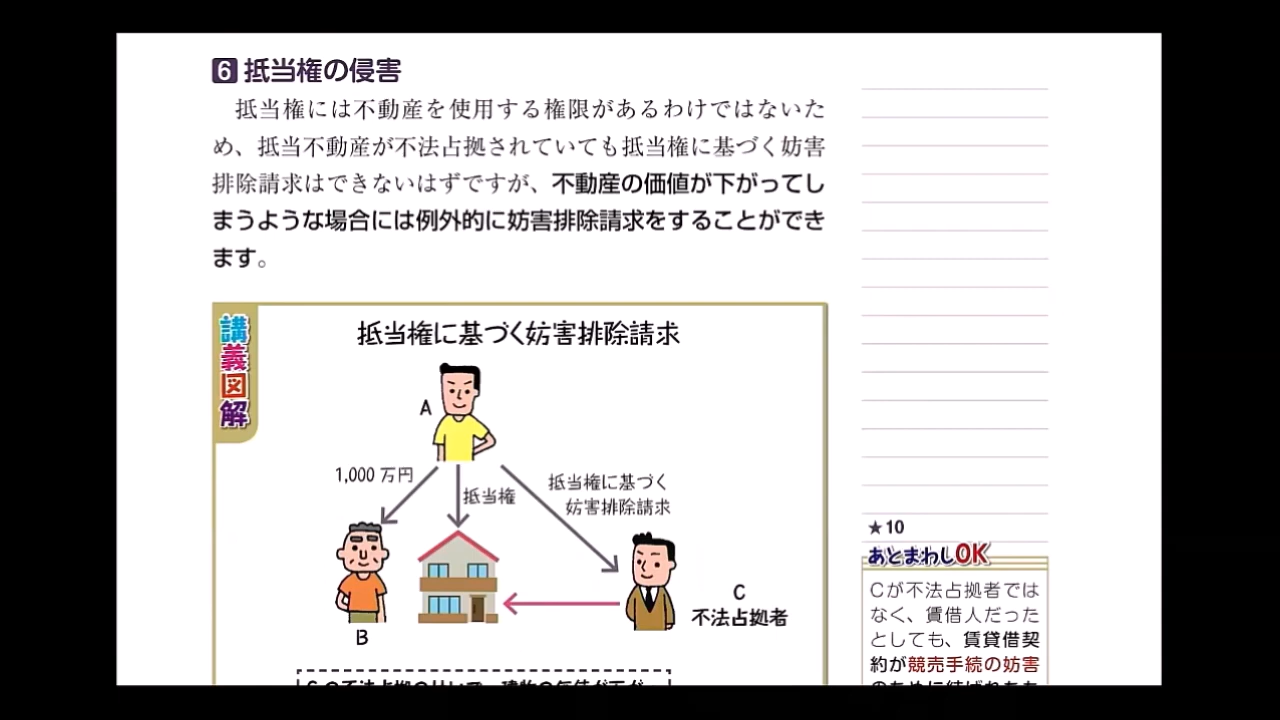 6 抵当権の侵害
抵当権には不動産を使用する権限があるわけではないた
め、抵当不動産が不法占拠されていても抵当権に基づく妨害
排除請求はできないはずですが、不動産の価値が下がってし
まうような場合には例外的に妨害排除請求をすることができ
ます。
講義図解
抵当権に基づく妨害排除請求
A
1,000 万円
抵当権
抵当権に基づく
妨害排除請求
B
C
不法占拠者
★10
あとまわしOK
Cが不法占拠者では
なく、賃借人だった
としても、賃貸借契
約が競売手続の妨害